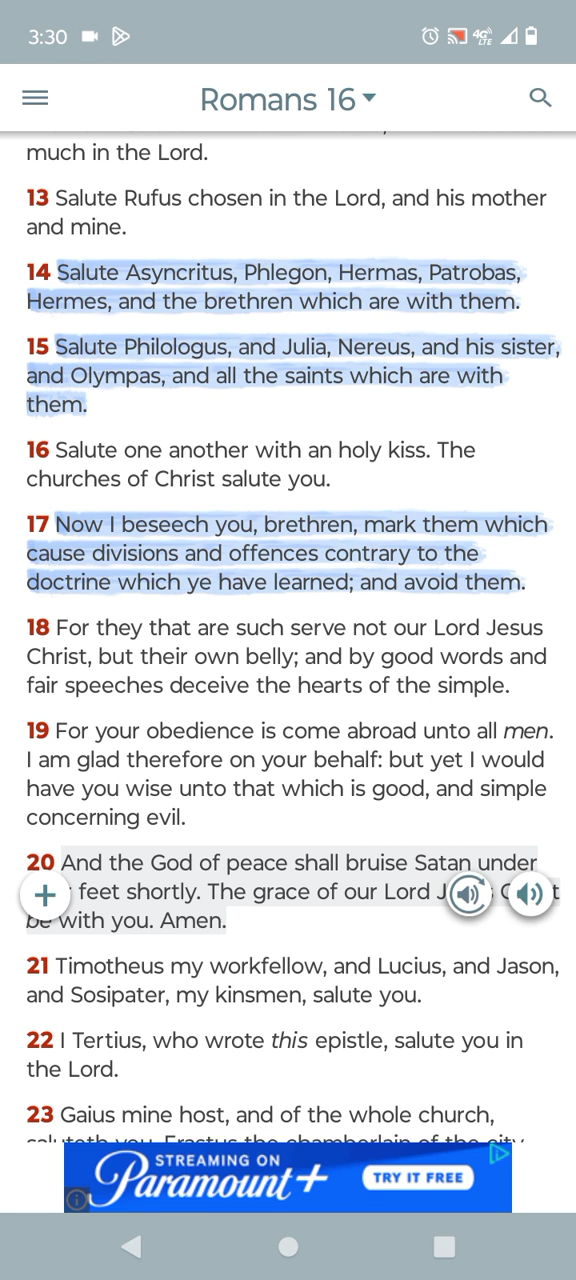 3:30
4G
LTE
Romans 16
much in the Lord.
13 Salute Rufus chosen in the Lord, and his mother
and mine.
14 Salute Asyncritus, Phlegon, Hermas, Patrobas,
Hermes, and the brethren which are with them.
15 Salute Philologus, and Julia, Nereus, and his sister,
and Olympas, and all the saints which are with
them.
16 Salute one another with an holy kiss. The
churches of Christ salute you.
17 Now I beseech you, brethren, mark them which
cause divisions and offences contrary to the
doctrine which ye have learned; and avoid them.
18 For they that are such serve not our Lord Jesus
Christ, but their own belly; and by good words and
fair speeches deceive the hearts of the simple.
19 For your obedience is come abroad unto all men.
I am glad therefore on your behalf: but yet I would
have you wise unto that which is good, and simple
concerning evil.
20 And the God of peace shall bruise Satan under
feet shortly. The grace of our Lord
be with you. Amen.
21 Timotheus my workfellow, and Lucius, and Jason,
and Sosipater, my kinsmen, salute you.
22 I Tertius, who wrote this epistle, salute you in
the Lord.
23 Gaius mine host, and of the whole church,
saluteth you. Erastus the chamberlain of the city
STREAMING ON
Paramount+
TRY IT FREE